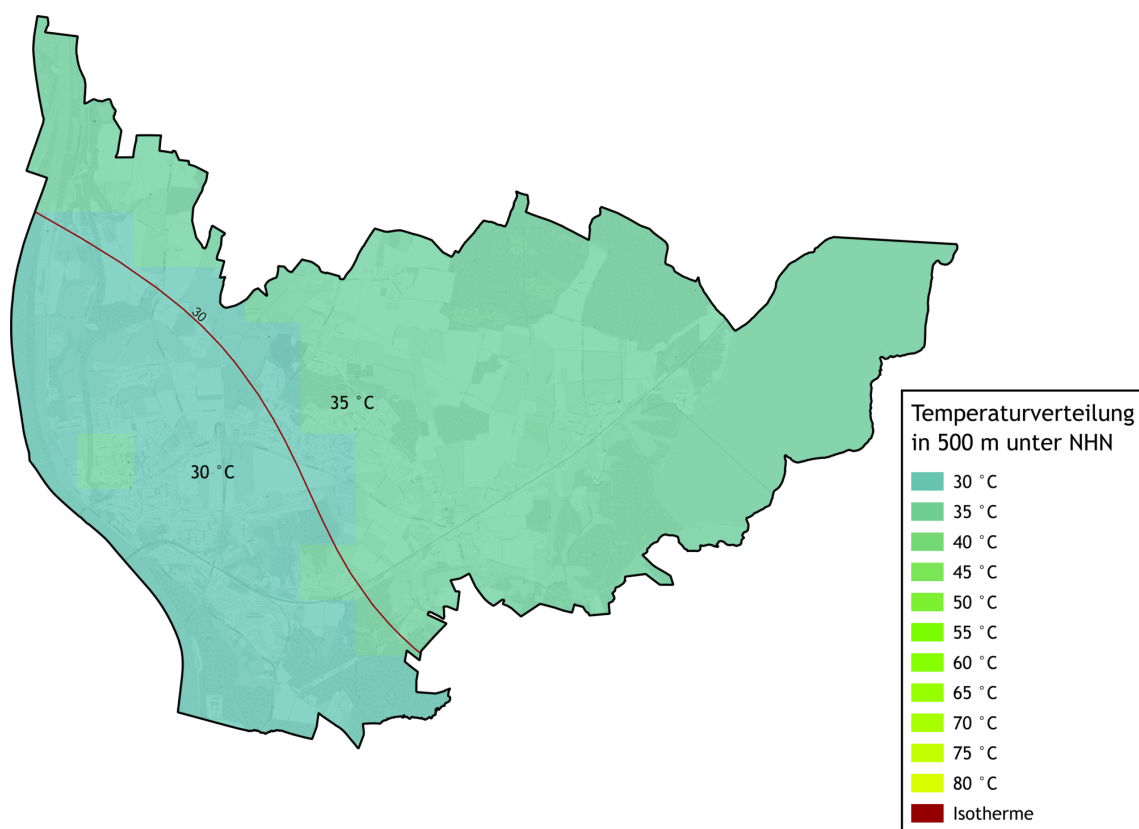 30
35 °C
30 °C
Temperaturverteilung
in 500 m unter NHN
30 °C
35 °C
40 °C
45 °C
50 °C
55 °C
60 °C
65 °C
70 °C
75 °C
80 °C
Isotherme